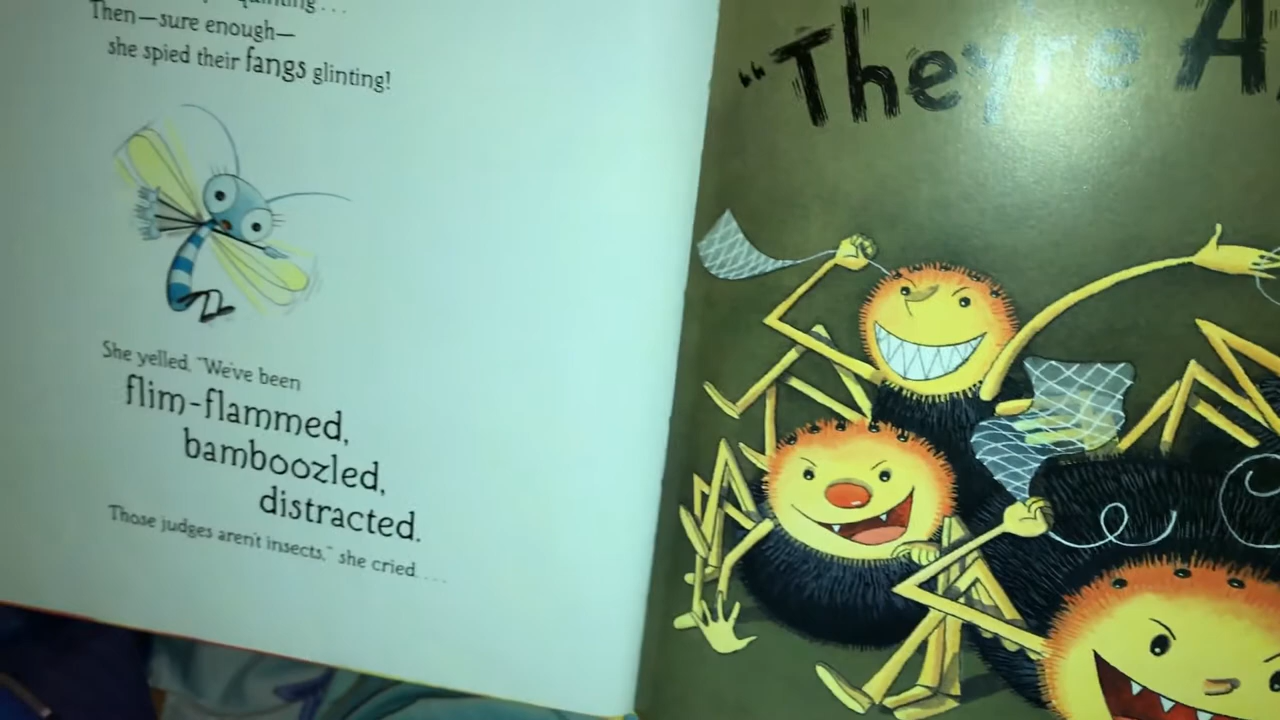 Then—sure enough—
she spied their fangs glinting!
She yelled, "We've been
flim-flammed,
bamboozled,
distracted.
Those judges aren't insects," she cried....
"They're A